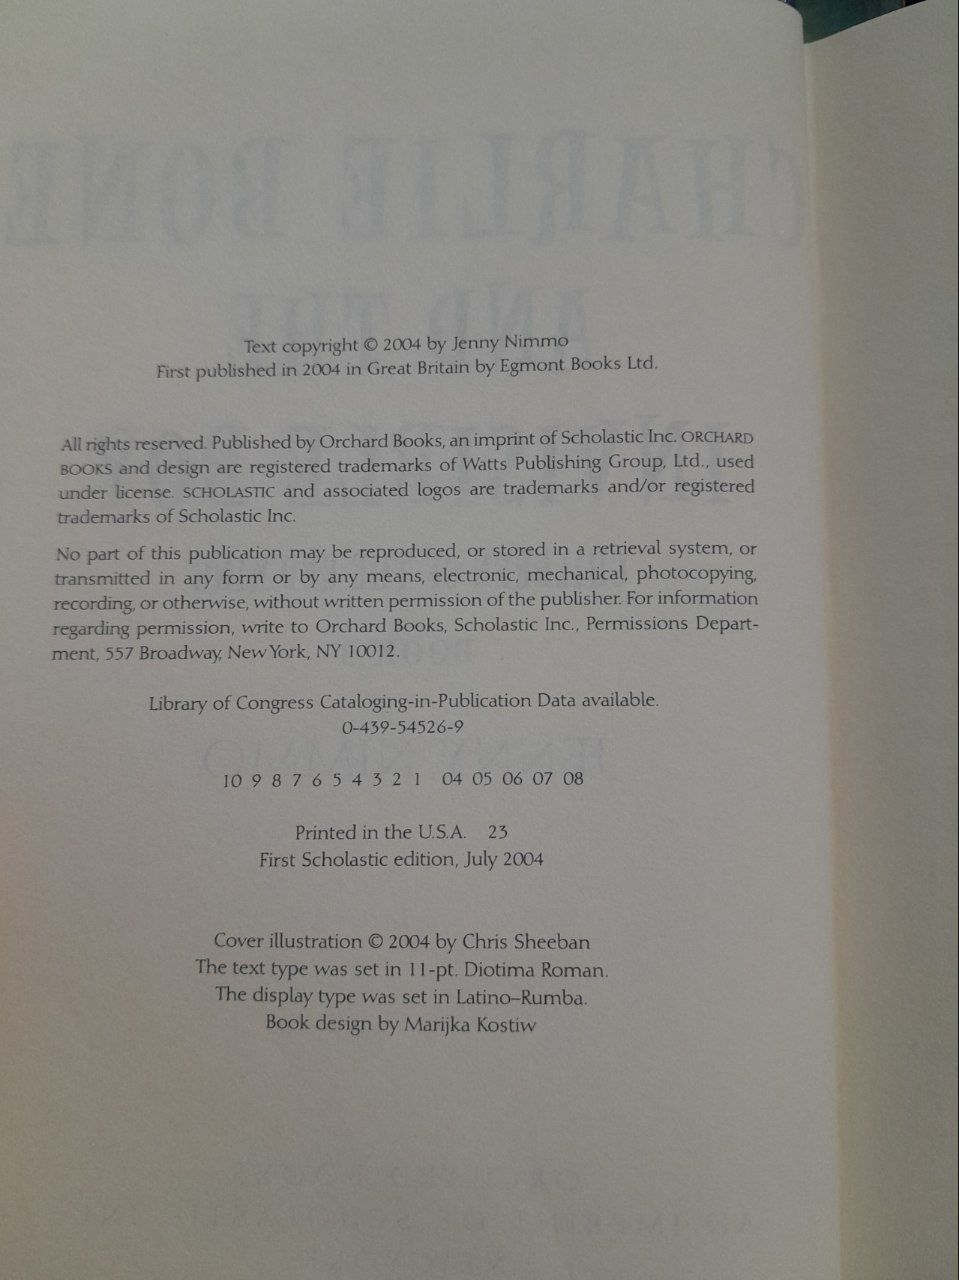 CHARLIE BONE
AND THE
Text copyright © 2004 by Jenny Nimmo
First published in 2004 in Great Britain by Egmont Books Ltd.
All rights reserved. Published by Orchard Books, an imprint of Scholastic Inc. ORCHARD
BOOKS and design are registered trademarks of Watts Publishing Group, Ltd., used
under license. SCHOLASTIC and associated logos are trademarks and/or registered
trademarks of Scholastic Inc.
No part of this publication may be reproduced, or stored in a retrieval system, or
transmitted in any form or by any means, electronic, mechanical, photocopying,
recording, or otherwise, without written permission of the publisher. For information
regarding permission, write to Orchard Books, Scholastic Inc., Permissions Depart-
ment, 557 Broadway, New York, NY 10012.
Library of Congress Cataloging-in-Publication Data available.
0-439-54526-9
JENNY NIMMO
10 9 8 7 6 5 4 3 2 1 04 05 06 07 08
Printed in the U.S.A. 23
First Scholastic edition, July 2004
Cover illustration © 2004 by Chris Sheeban
The text type was set in 11-pt. Diotima Roman.
The display type was set in Latino–Rumba.
Book design by Marijka Kostiw